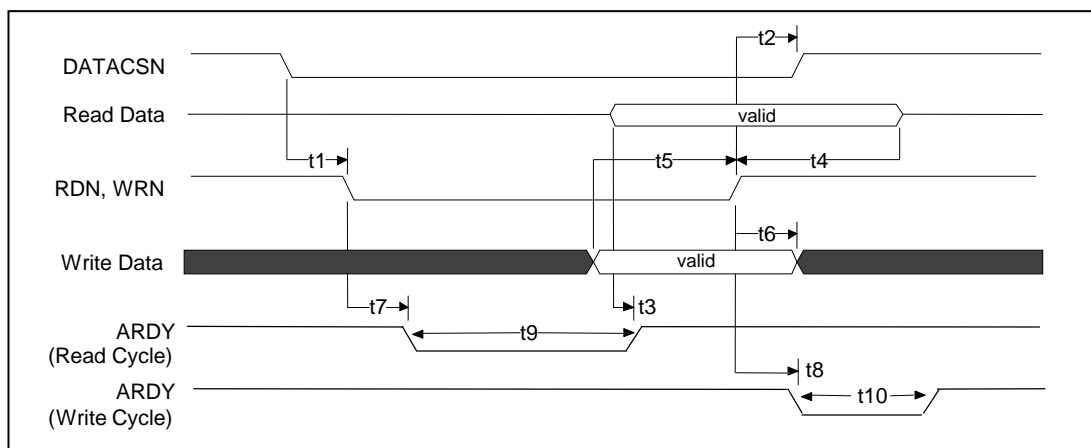 t2
DATACSN
Read Data
valid
t5
t4
t1
RDN, WRN
t6
Write Data
valid
t7
t3
ARDY
t9
(Read Cycle)
t8
ARDY
t10
(Write Cycle)